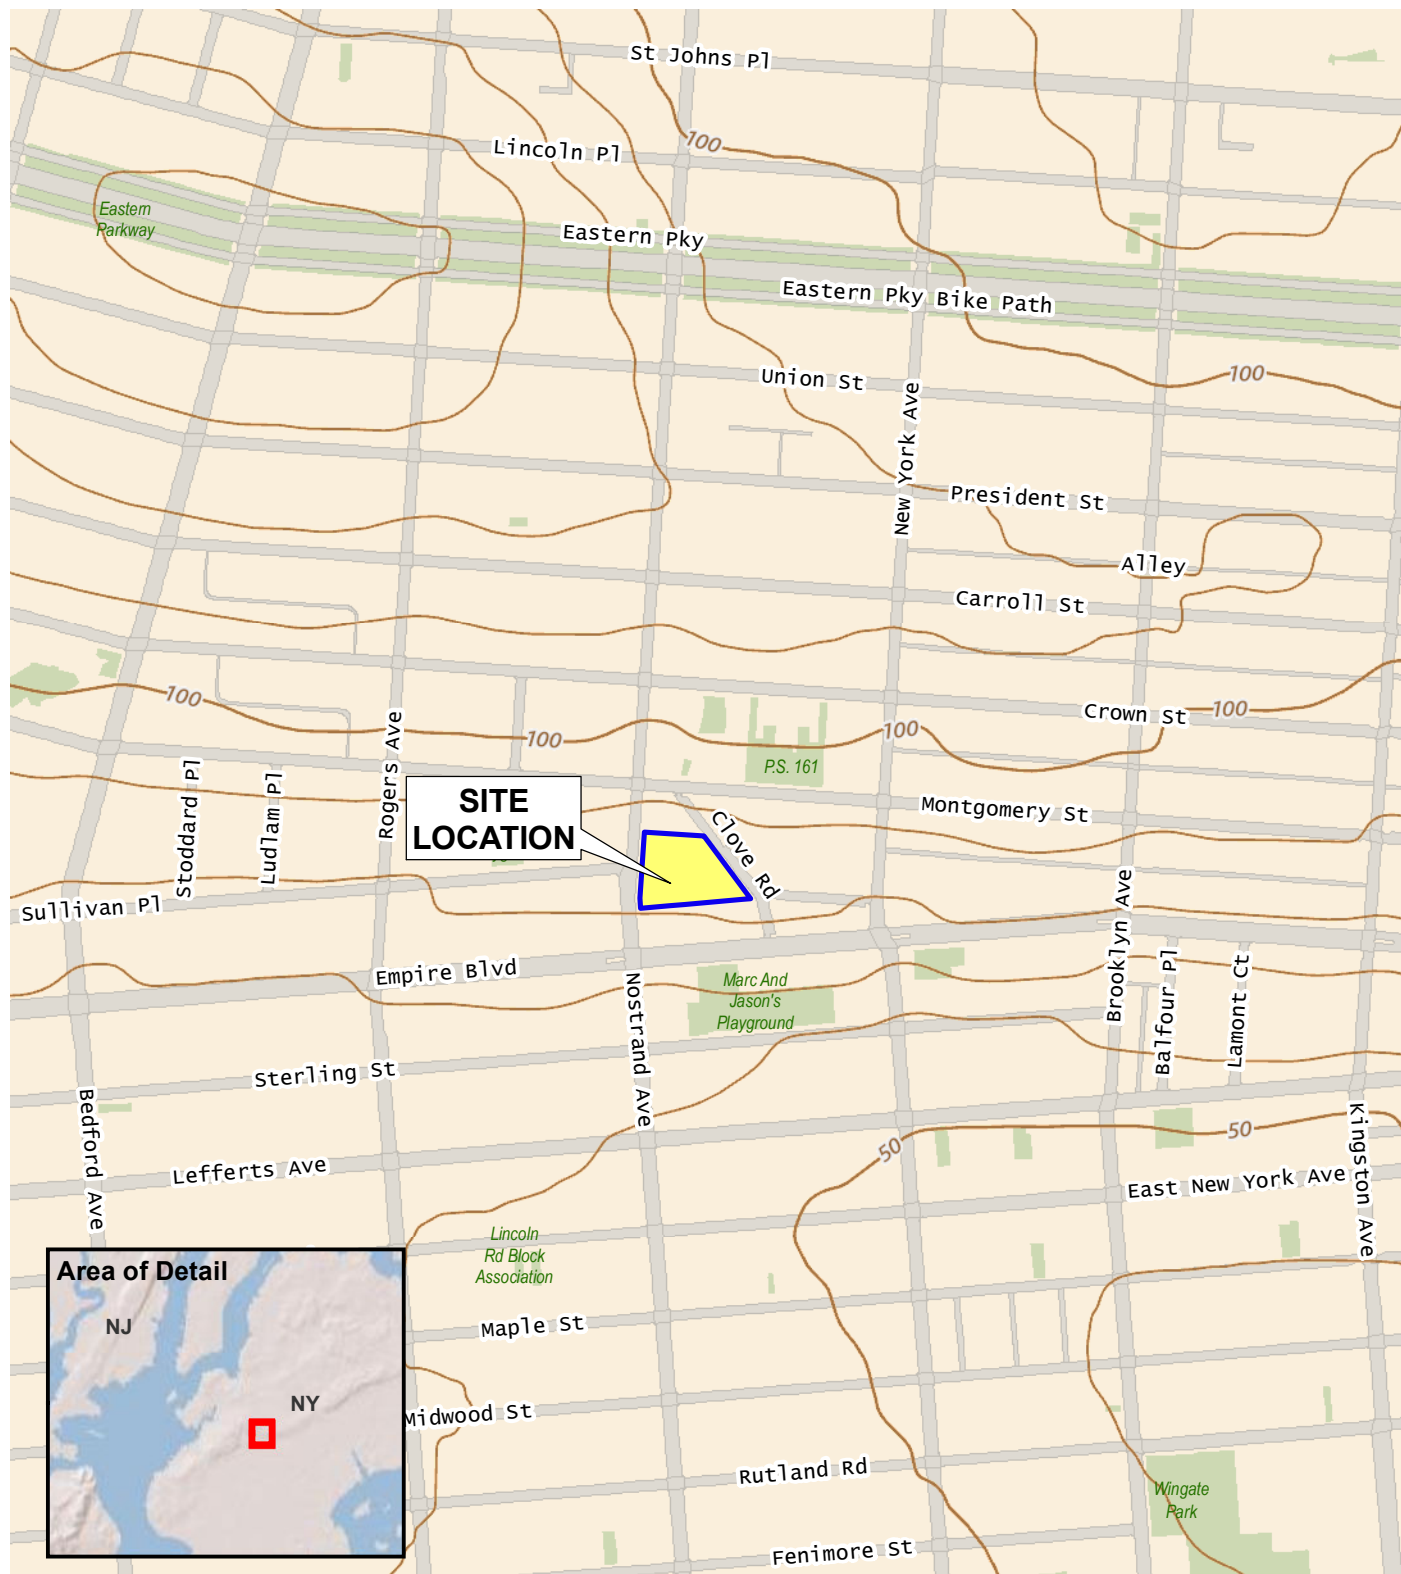 St Johns Pl
100
Lincoln Pl
Eastern
Parkway
Eastern Pky
Eastern Pky Bike Path
Union St
100
New York Ave
President St
Alley
Carroll St
100
Crown St
100
100
100
Rogers Ave
P.S. 161
Stoddard Pl
Ludlam Pl
SITE
LOCATION
Montgomery St
Clove Rd
Sullivan Pl
Brooklyn Ave
Empire Blvd
Nostrand Ave
Marc And
Jason's
Playground
Balfour Pl
Lamont Ct
Sterling St
Bedford Ave
Kingston Ave
50
50
Lefferts Ave
East New York Ave
Lincoln
Rd Block
Association
Area of Detail
NJ
NY
Maple St
Midwood St
Rutland Rd
Wingate
Park
Fenimore St